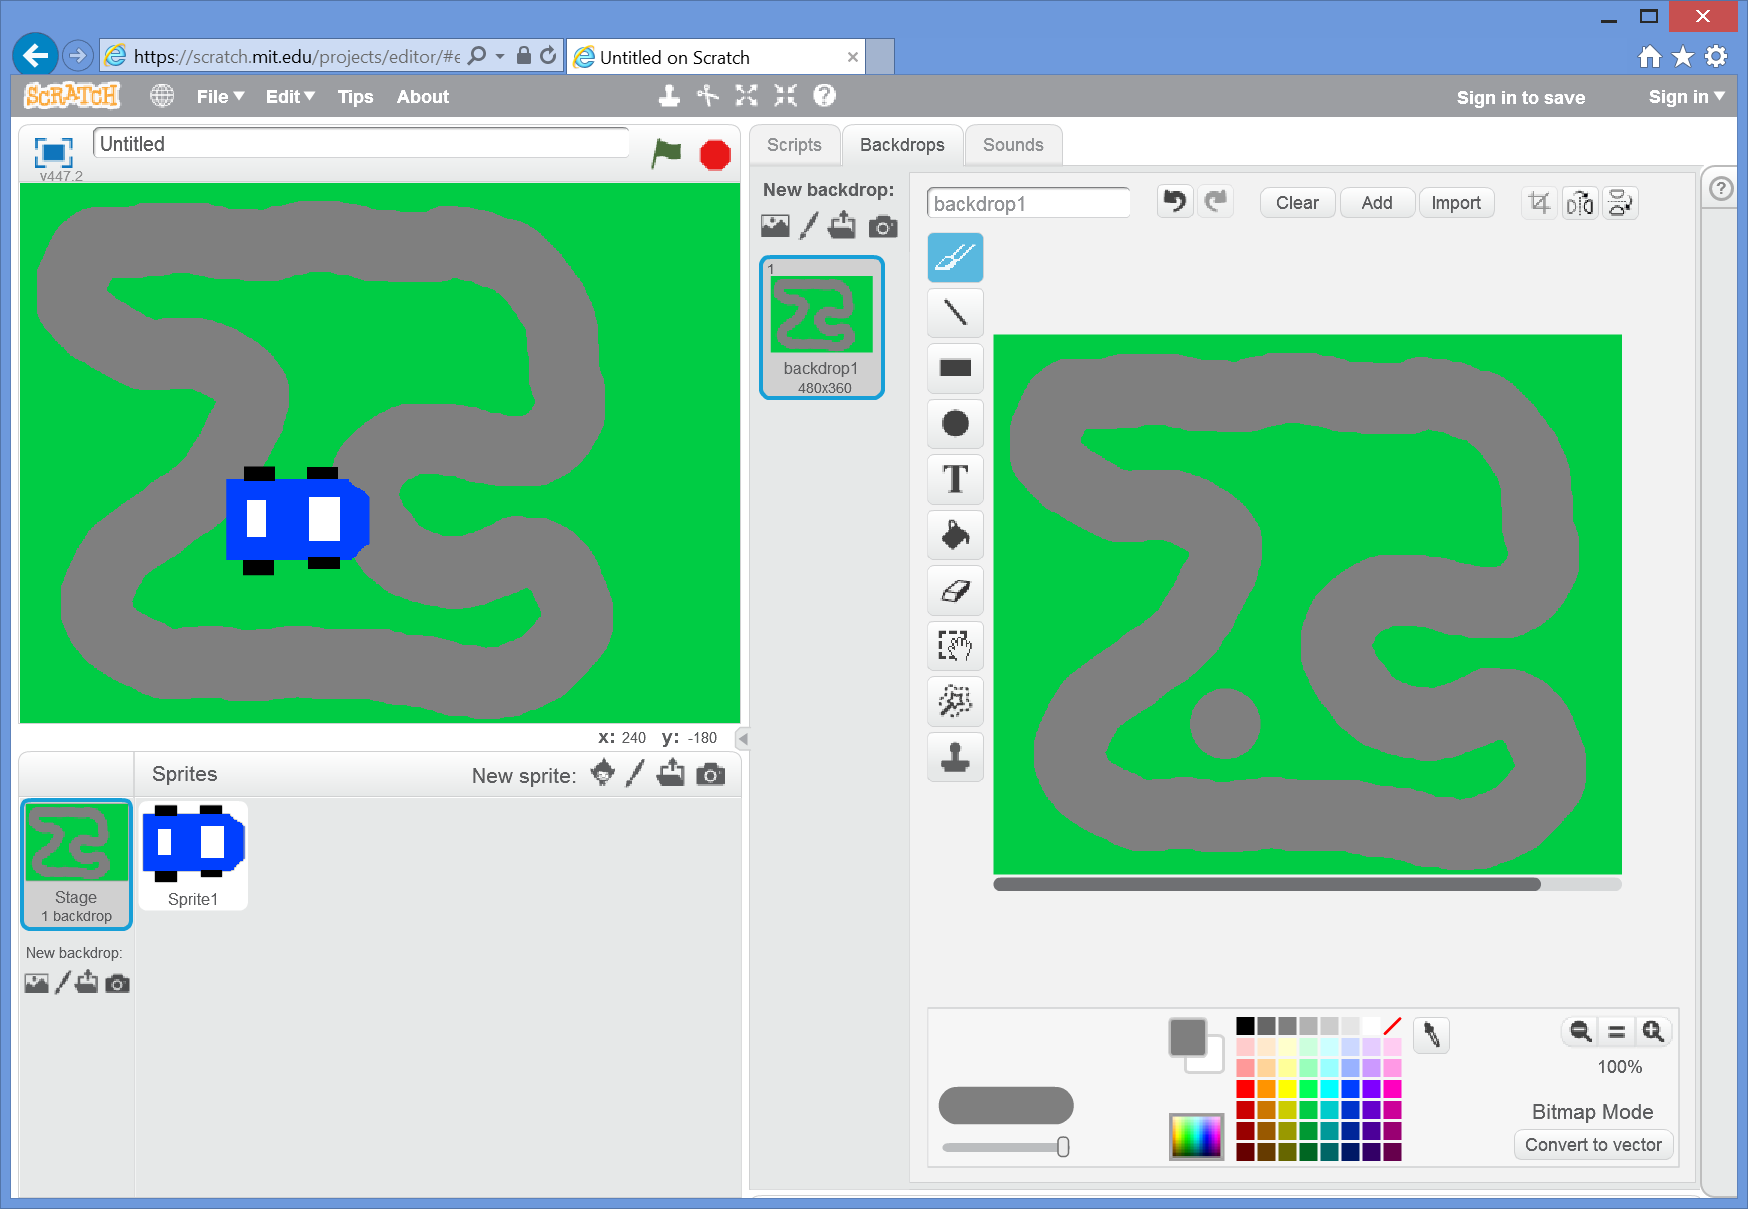 https://scratch.mit.edu/projects/editor/#e
Untitled on Scratch
SCRATCH
File Edit Tips About
Sign in to save Sign in
Untitled
v447.2
Scripts Backdrops Sounds
New backdrop:
backdrop1
Clear Add Import
1
backdrop1
480x360
T
x: 240 y: -180
Sprites New sprite:
Stage
1 backdrop
Sprite1
New backdrop:
100%
Bitmap Mode
Convert to vector